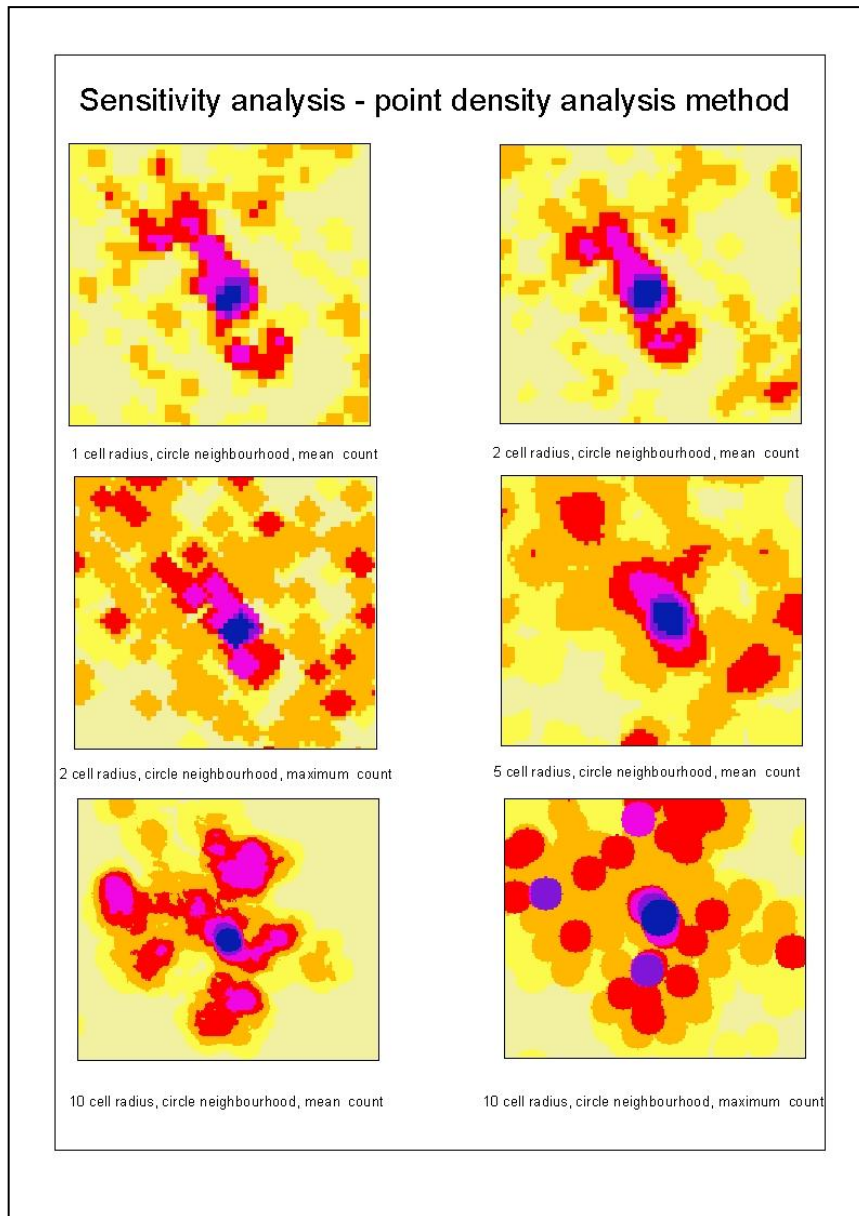 Sensitivity analysis - point density analysis method
1 cell radius, circle neighbourhood, mean count
2 cell radius, circle neighbourhood, mean count
2 cell radius, circle neighbourhood, maximum count
5 cell radius, circle neighbourhood, mean count
10 cell radius, circle neighbourhood, mean count
10 cell radius, circle neighbourhood, maximum count